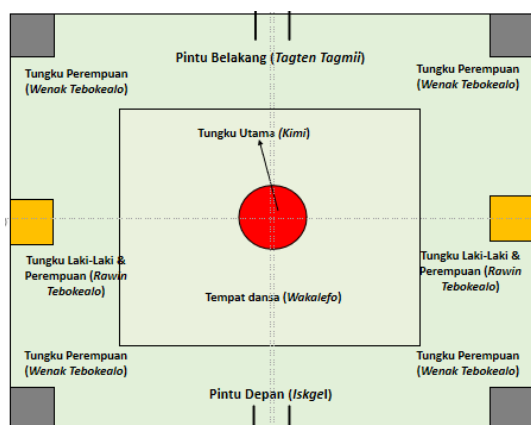 Pintu Belakang (Tagten Tagmii)
Tungku Perempuan
(Wenak Tebokealo)
Tungku Perempuan
(Wenak Tebokealo)
Tungku Utama (Kimi)
Tungku Laki-Laki &
Perempuan (Rawin
Tebokealo)
Tungku Laki-Laki &
Perempuan (Rawin
Tebokealo)
Tempat dansa (Wakalefo)
Tungku Perempuan
(Wenak Tebokealo)
Tungku Perempuan
(Wenak Tebokealo)
Pintu Depan (Iskgel)